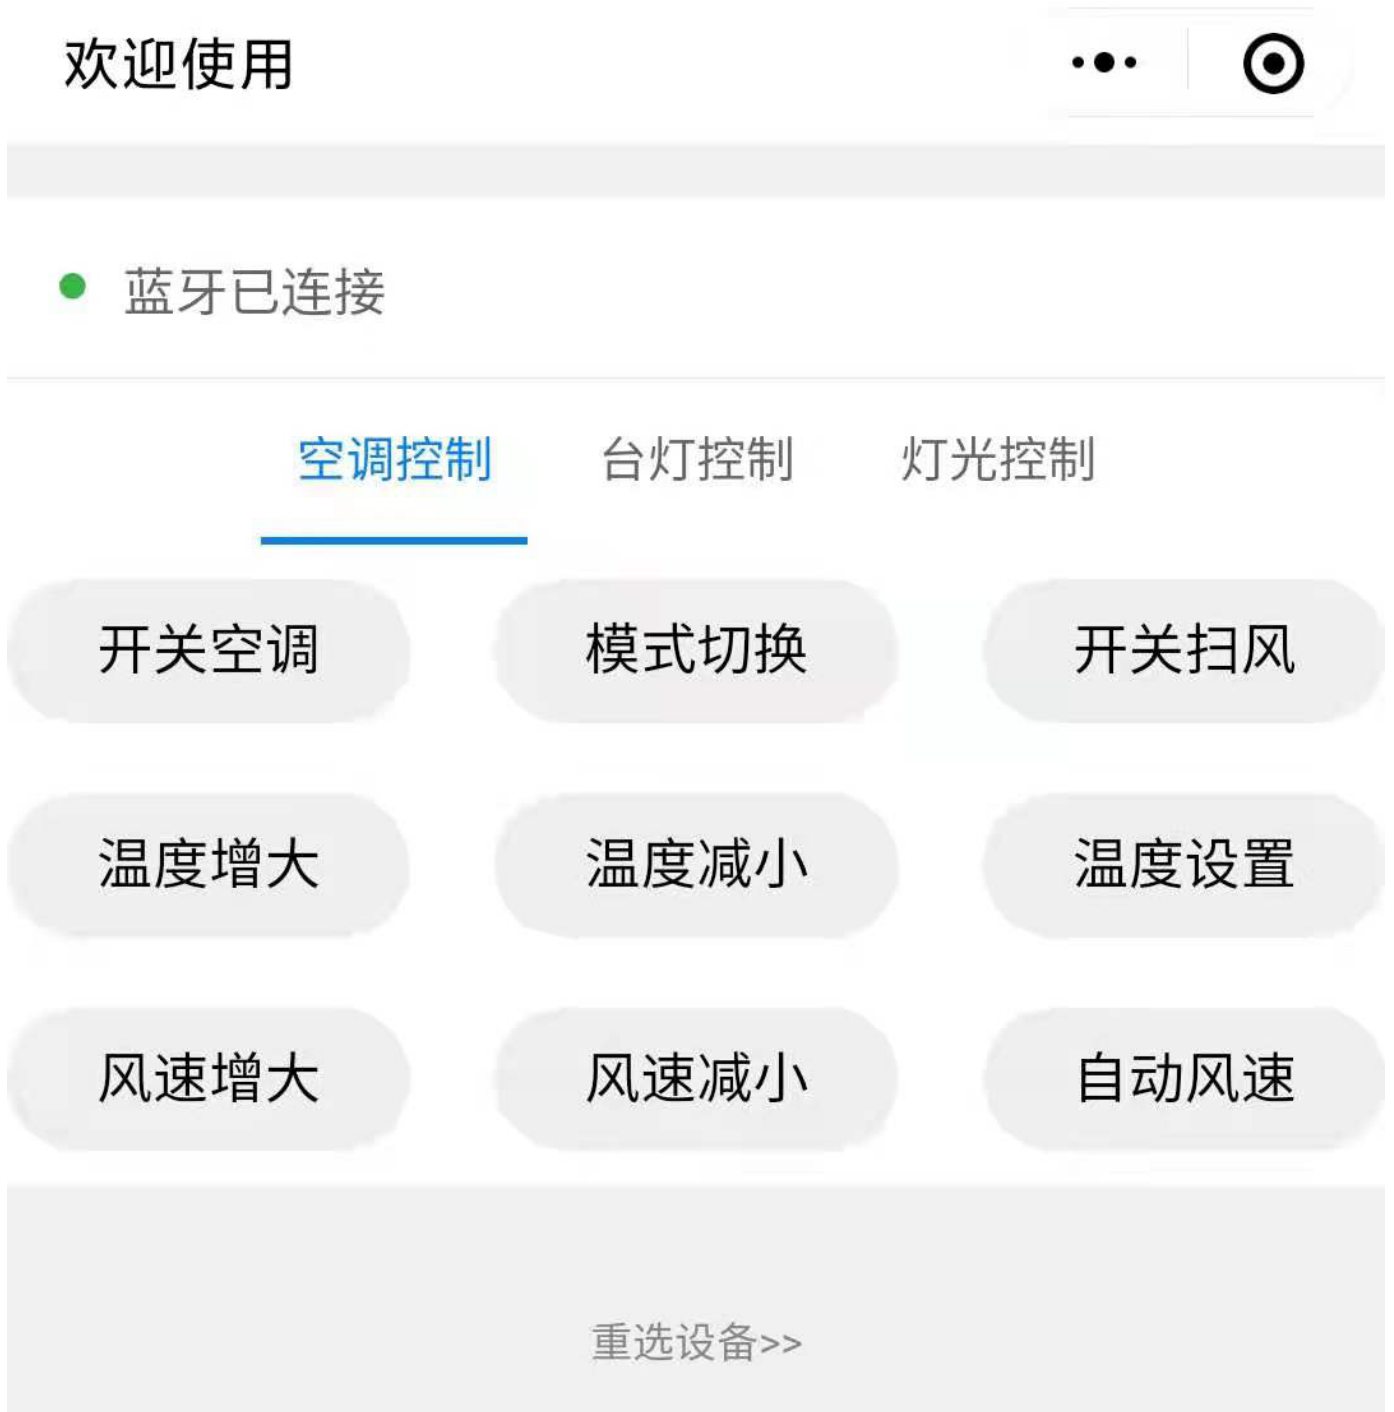 欢迎使用
蓝牙已连接
空调控制 台灯控制 灯光控制
开关空调 模式切换 开关扫风
温度增大 温度减小 温度设置
风速增大 风速减小 自动风速
重选设备>>